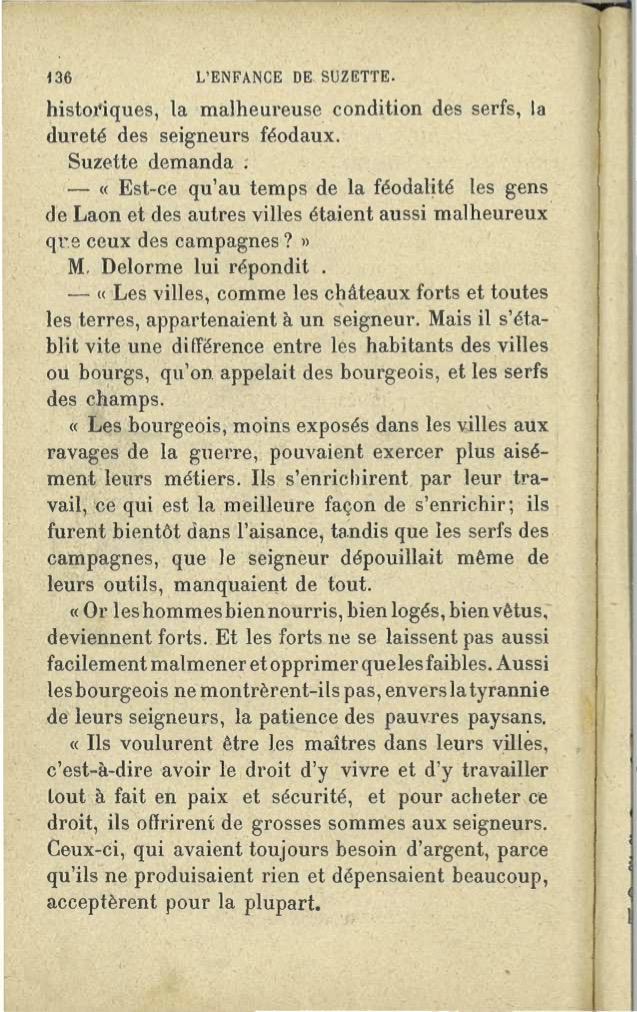 136 L'ENFANCE DE SUZETTE.
historiques, la malheureuse condition des serfs, la
dureté des seigneurs féodaux.
Suzette demanda :
— « Est-ce qu'au temps de la féodalité les gens
de Laon et des autres villes étaient aussi malheureux
que ceux des campagnes ? »
M. Delorme lui répondit .
— « Les villes, comme les châteaux forts et toutes
les terres, appartenaient à un seigneur. Mais il s'éta-
blit vite une différence entre les habitants des villes
ou bourgs, qu'on appelait des bourgeois, et les serfs
des champs.
« Les bourgeois, moins exposés dans les villes aux
ravages de la guerre, pouvaient exercer plus aisé-
ment leurs métiers. Ils s'enrichirent par leur tra-
vail, ce qui est la meilleure façon de s'enrichir; ils
furent bientôt dans l'aisance, tandis que les serfs des
campagnes, que le seigneur dépouillait même de
leurs outils, manquaient de tout.
« Or les hommes bien nourris, bien logés, bien vêtus,
deviennent forts. Et les forts ne se laissent pas aussi
facilement malmener et opprimer que les faibles. Aussi
les bourgeois ne montrèrent-ils pas, envers la tyrannie
de leurs seigneurs, la patience des pauvres paysans.
« Ils voulurent être les maîtres dans leurs villes,
c'est-à-dire avoir le droit d'y vivre et d'y travailler
tout à fait en paix et sécurité, et pour acheter ce
droit, ils offrirent de grosses sommes aux seigneurs.
Ceux-ci, qui avaient toujours besoin d'argent, parce
qu'ils ne produisaient rien et dépensaient beaucoup,
acceptèrent pour la plupart.